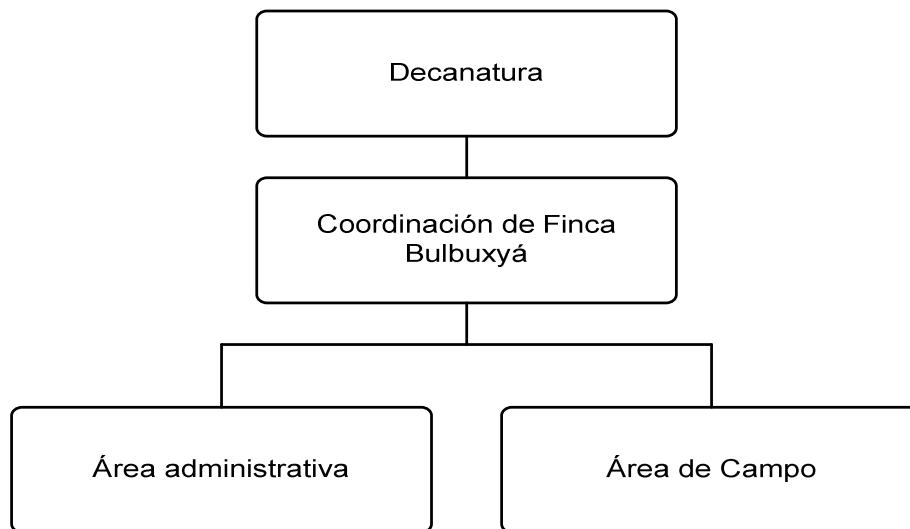 Decanatura
Coordinación de Finca
Bulbuxyá
Área administrativa
Área de Campo